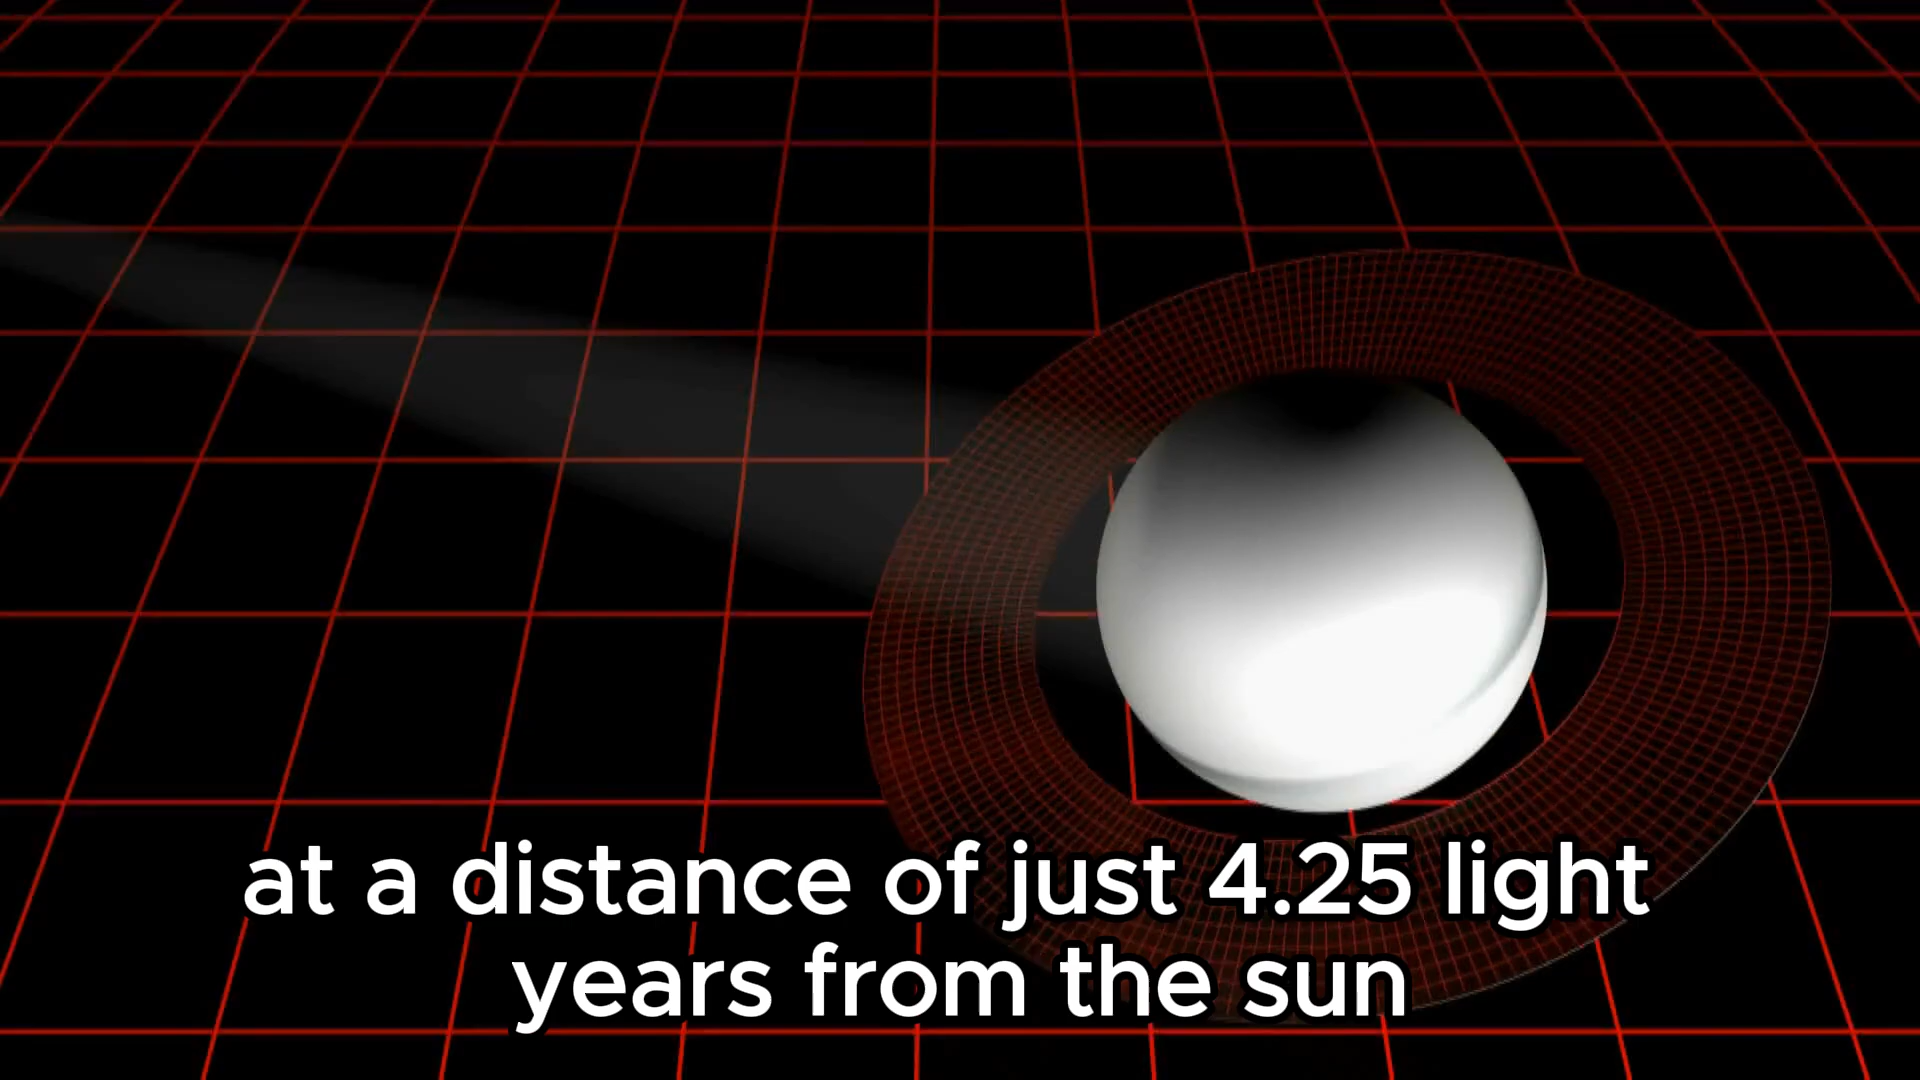 at a distance of just 4.25 light
years from the sun